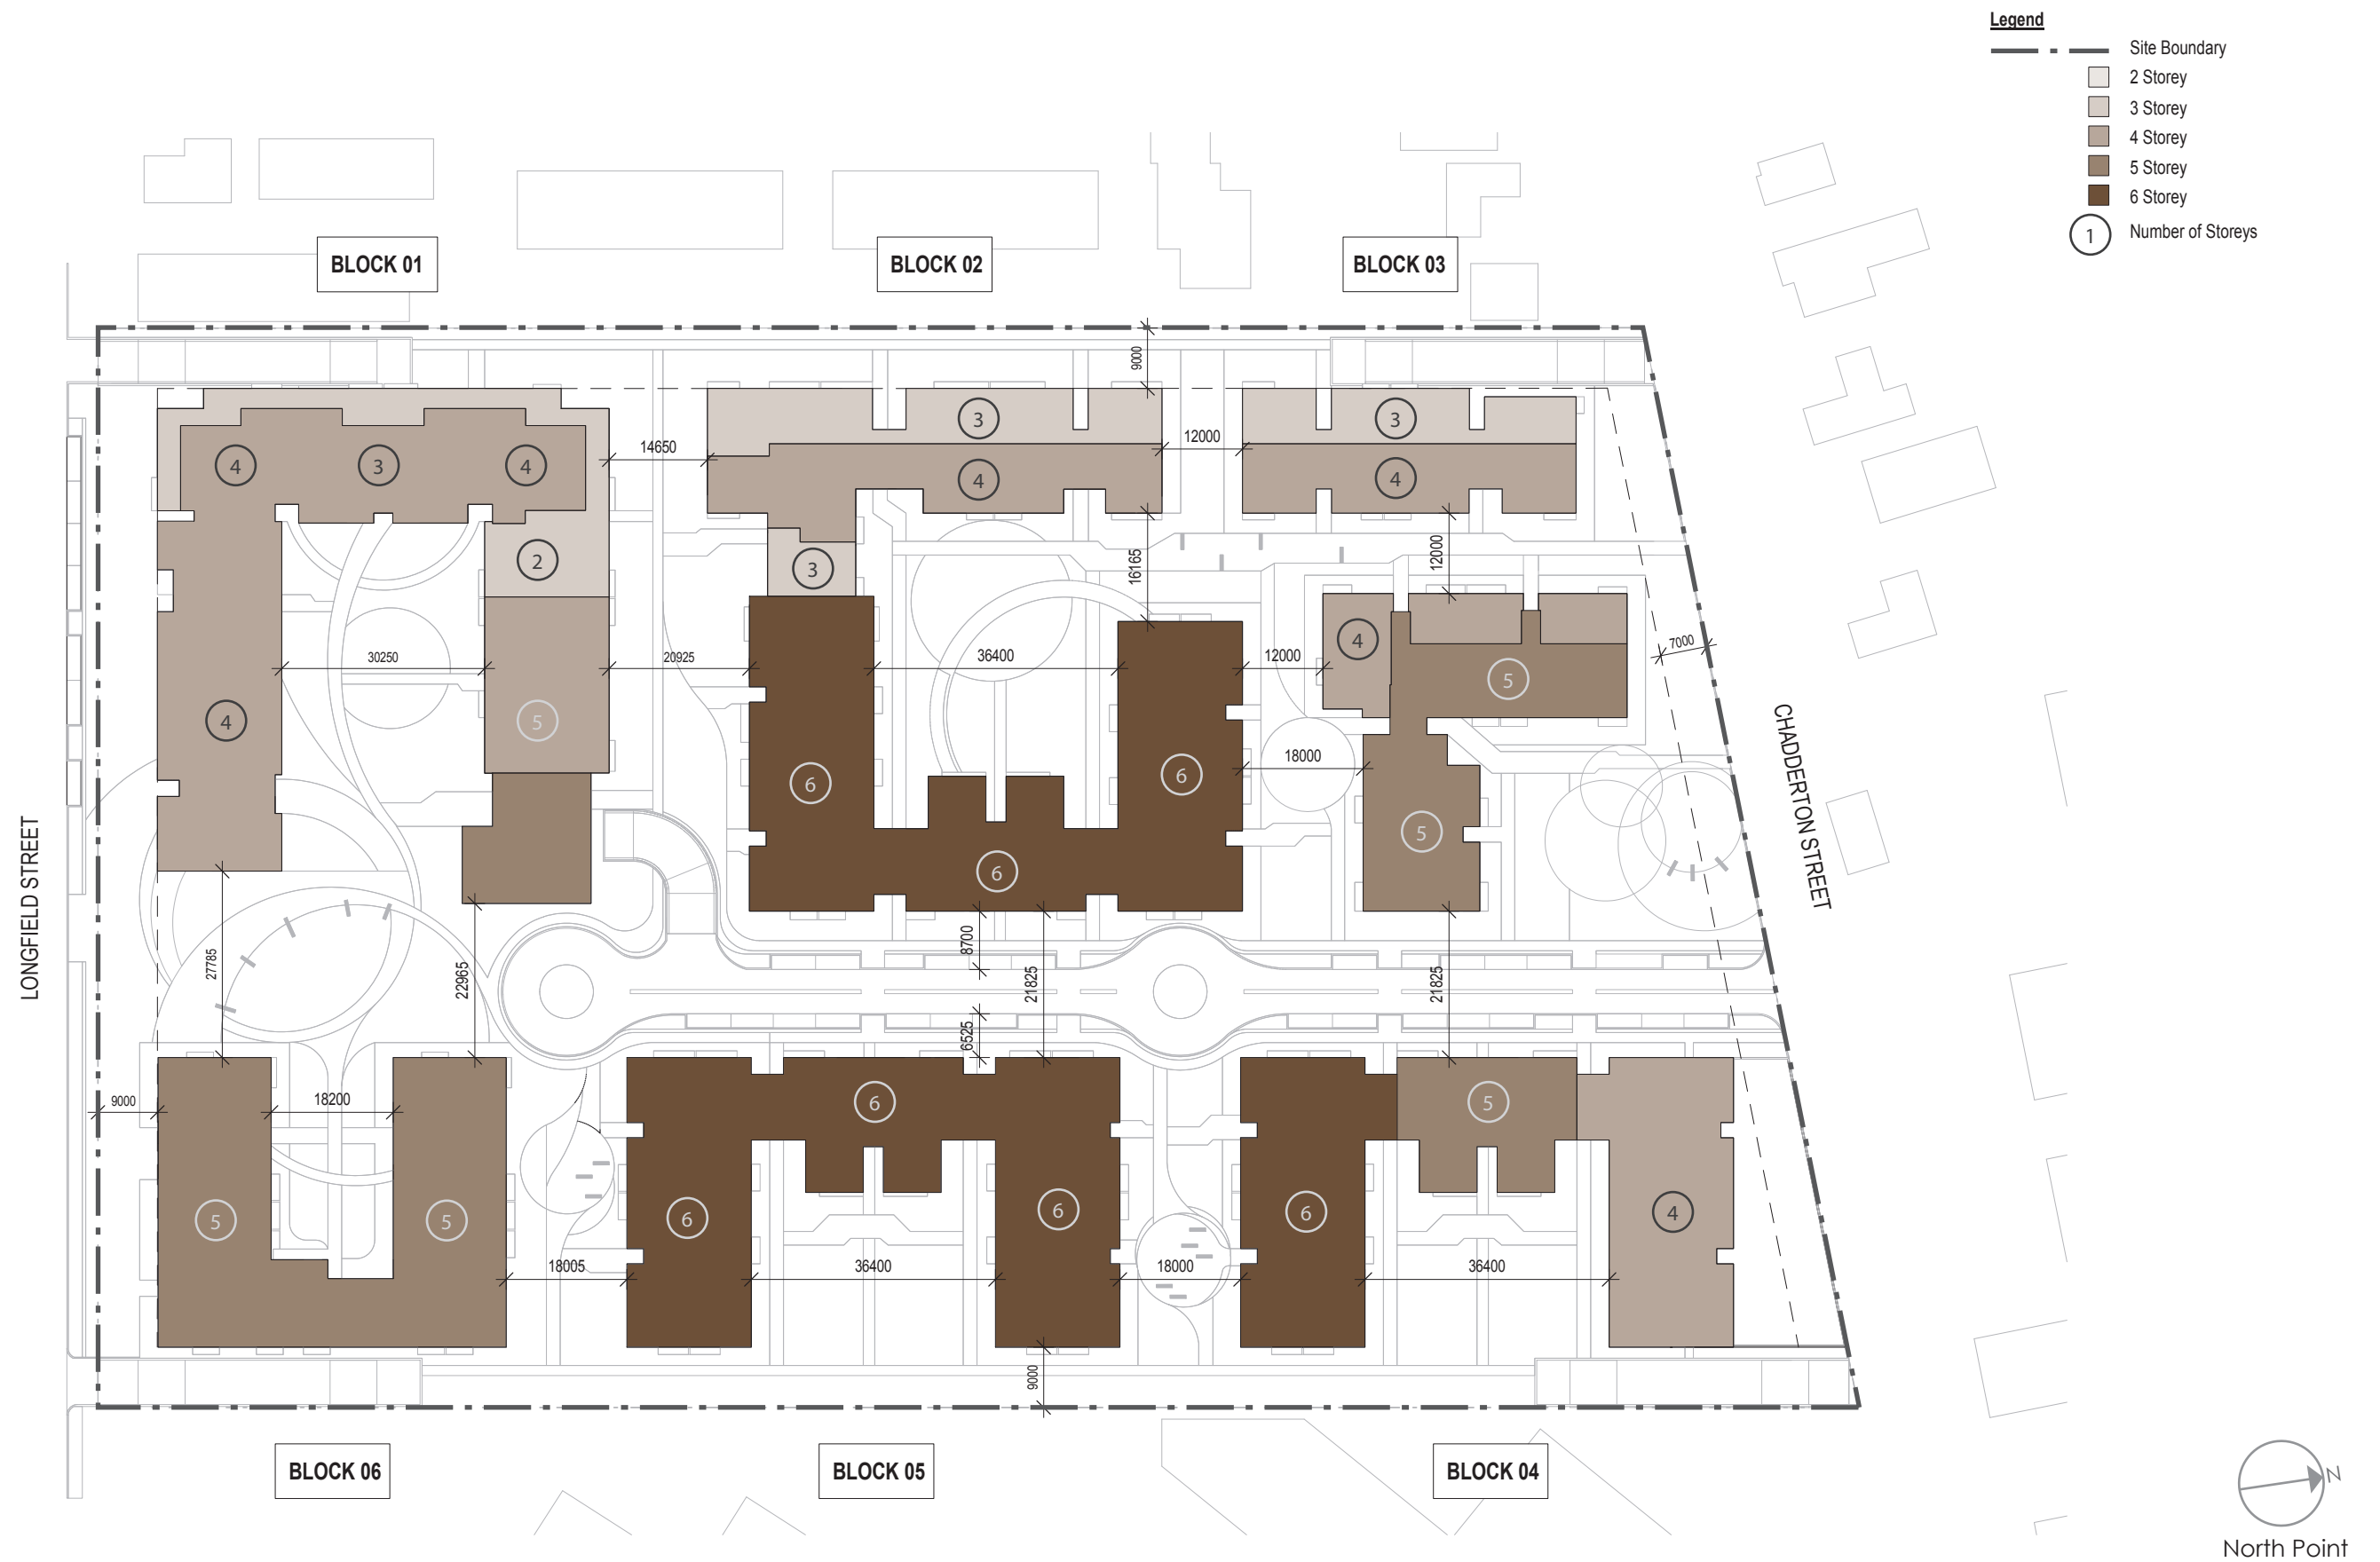 Legend
Site Boundary
2 Storey
3 Storey
4 Storey
5 Storey
6 Storey
1 Number of Storeys
BLOCK 01
BLOCK 02
BLOCK 03
9000
3
3
4
3
4
14650
12000
4
4
2
3
16165
12000
4
7000
30250
20925
36400
12000
5
4
5
18000
6
6
5
6
CHADDERTON STREET
LONGFIELD STREET
27785
22965
8700
21825
21825
6525
9000
18200
6
5
5
5
6
6
6
4
18005
36400
18000
36400
9000
BLOCK 06
BLOCK 05
BLOCK 04
N
North Point